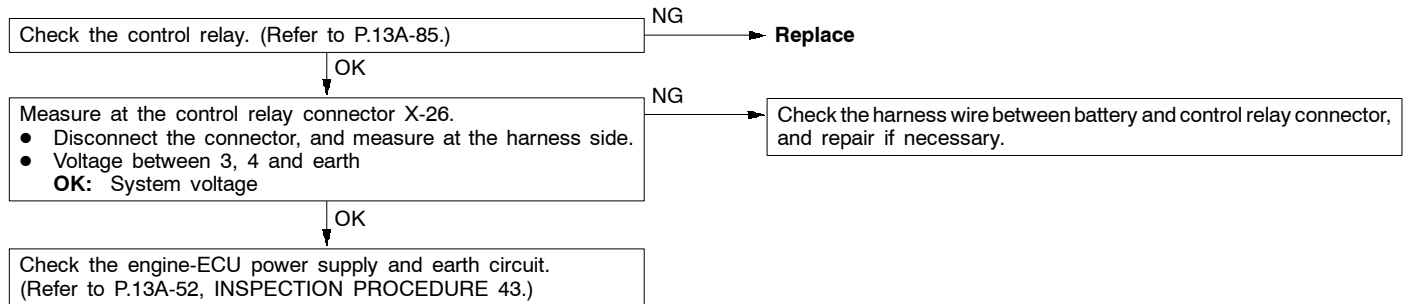 Check the control relay. (Refer to P.13A-85.)
NG
Replace
OK
Measure at the control relay connector X-26.
● Disconnect the connector, and measure at the harness side.
● Voltage between 3, 4 and earth
OK: System voltage
NG
Check the harness wire between battery and control relay connector,
and repair if necessary.
OK
Check the engine-ECU power supply and earth circuit.
(Refer to P.13A-52, INSPECTION PROCEDURE 43.)